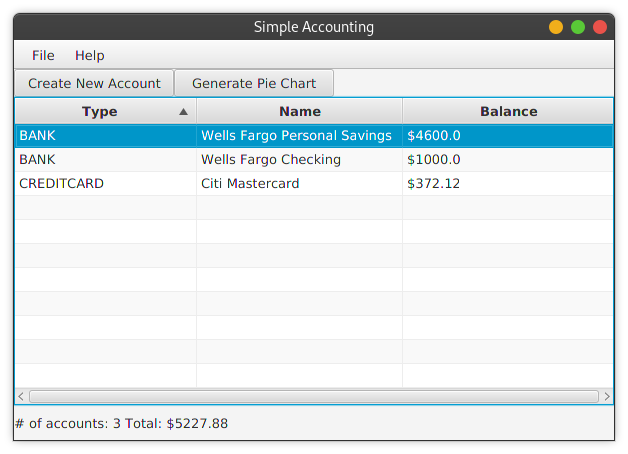 Simple Accounting
File Help
Create New Account Generate Pie Chart
Type Name Balance
BANK Wells Fargo Personal Savings $4600.0
BANK Wells Fargo Checking $1000.0
CREDITCARD Citi Mastercard $372.12
# of accounts: 3 Total: $5227.88